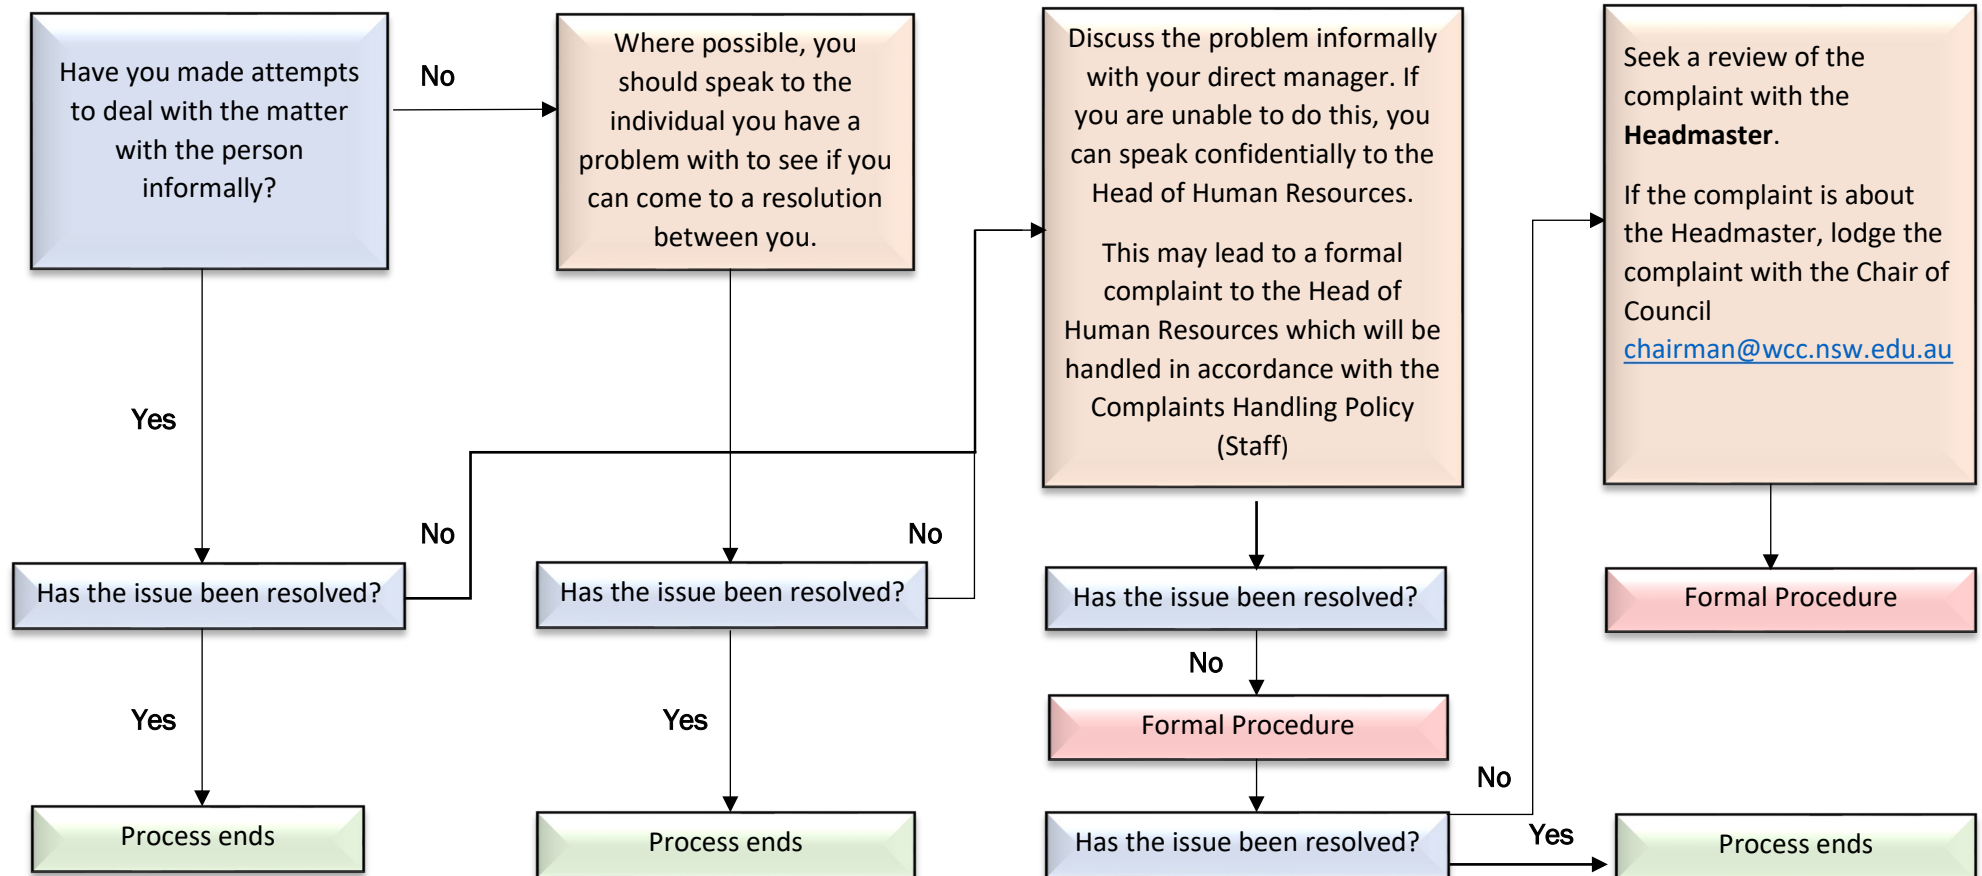 Have you made attempts
to deal with the matter
with the person
informally?
No
Where possible, you
should speak to the
individual you have a
problem with to see if you
can come to a resolution
between you.
Discuss the problem informally
with your direct manager. If
you are unable to do this, you
can speak confidentially to the
Head of Human Resources.
This may lead to a formal
complaint to the Head of
Human Resources which will be
handled in accordance with the
Complaints Handling Policy
(Staff)
Seek a review of the
complaint with the
Headmaster.
If the complaint is about
the Headmaster, lodge the
complaint with the Chair of
Council
chairman@wcc.nsw.edu.au
Yes
No
No
Has the issue been resolved?
Has the issue been resolved?
Has the issue been resolved?
Formal Procedure
No
Yes
Yes
Formal Procedure
No
Process ends
Process ends
Has the issue been resolved?
Yes
Process ends